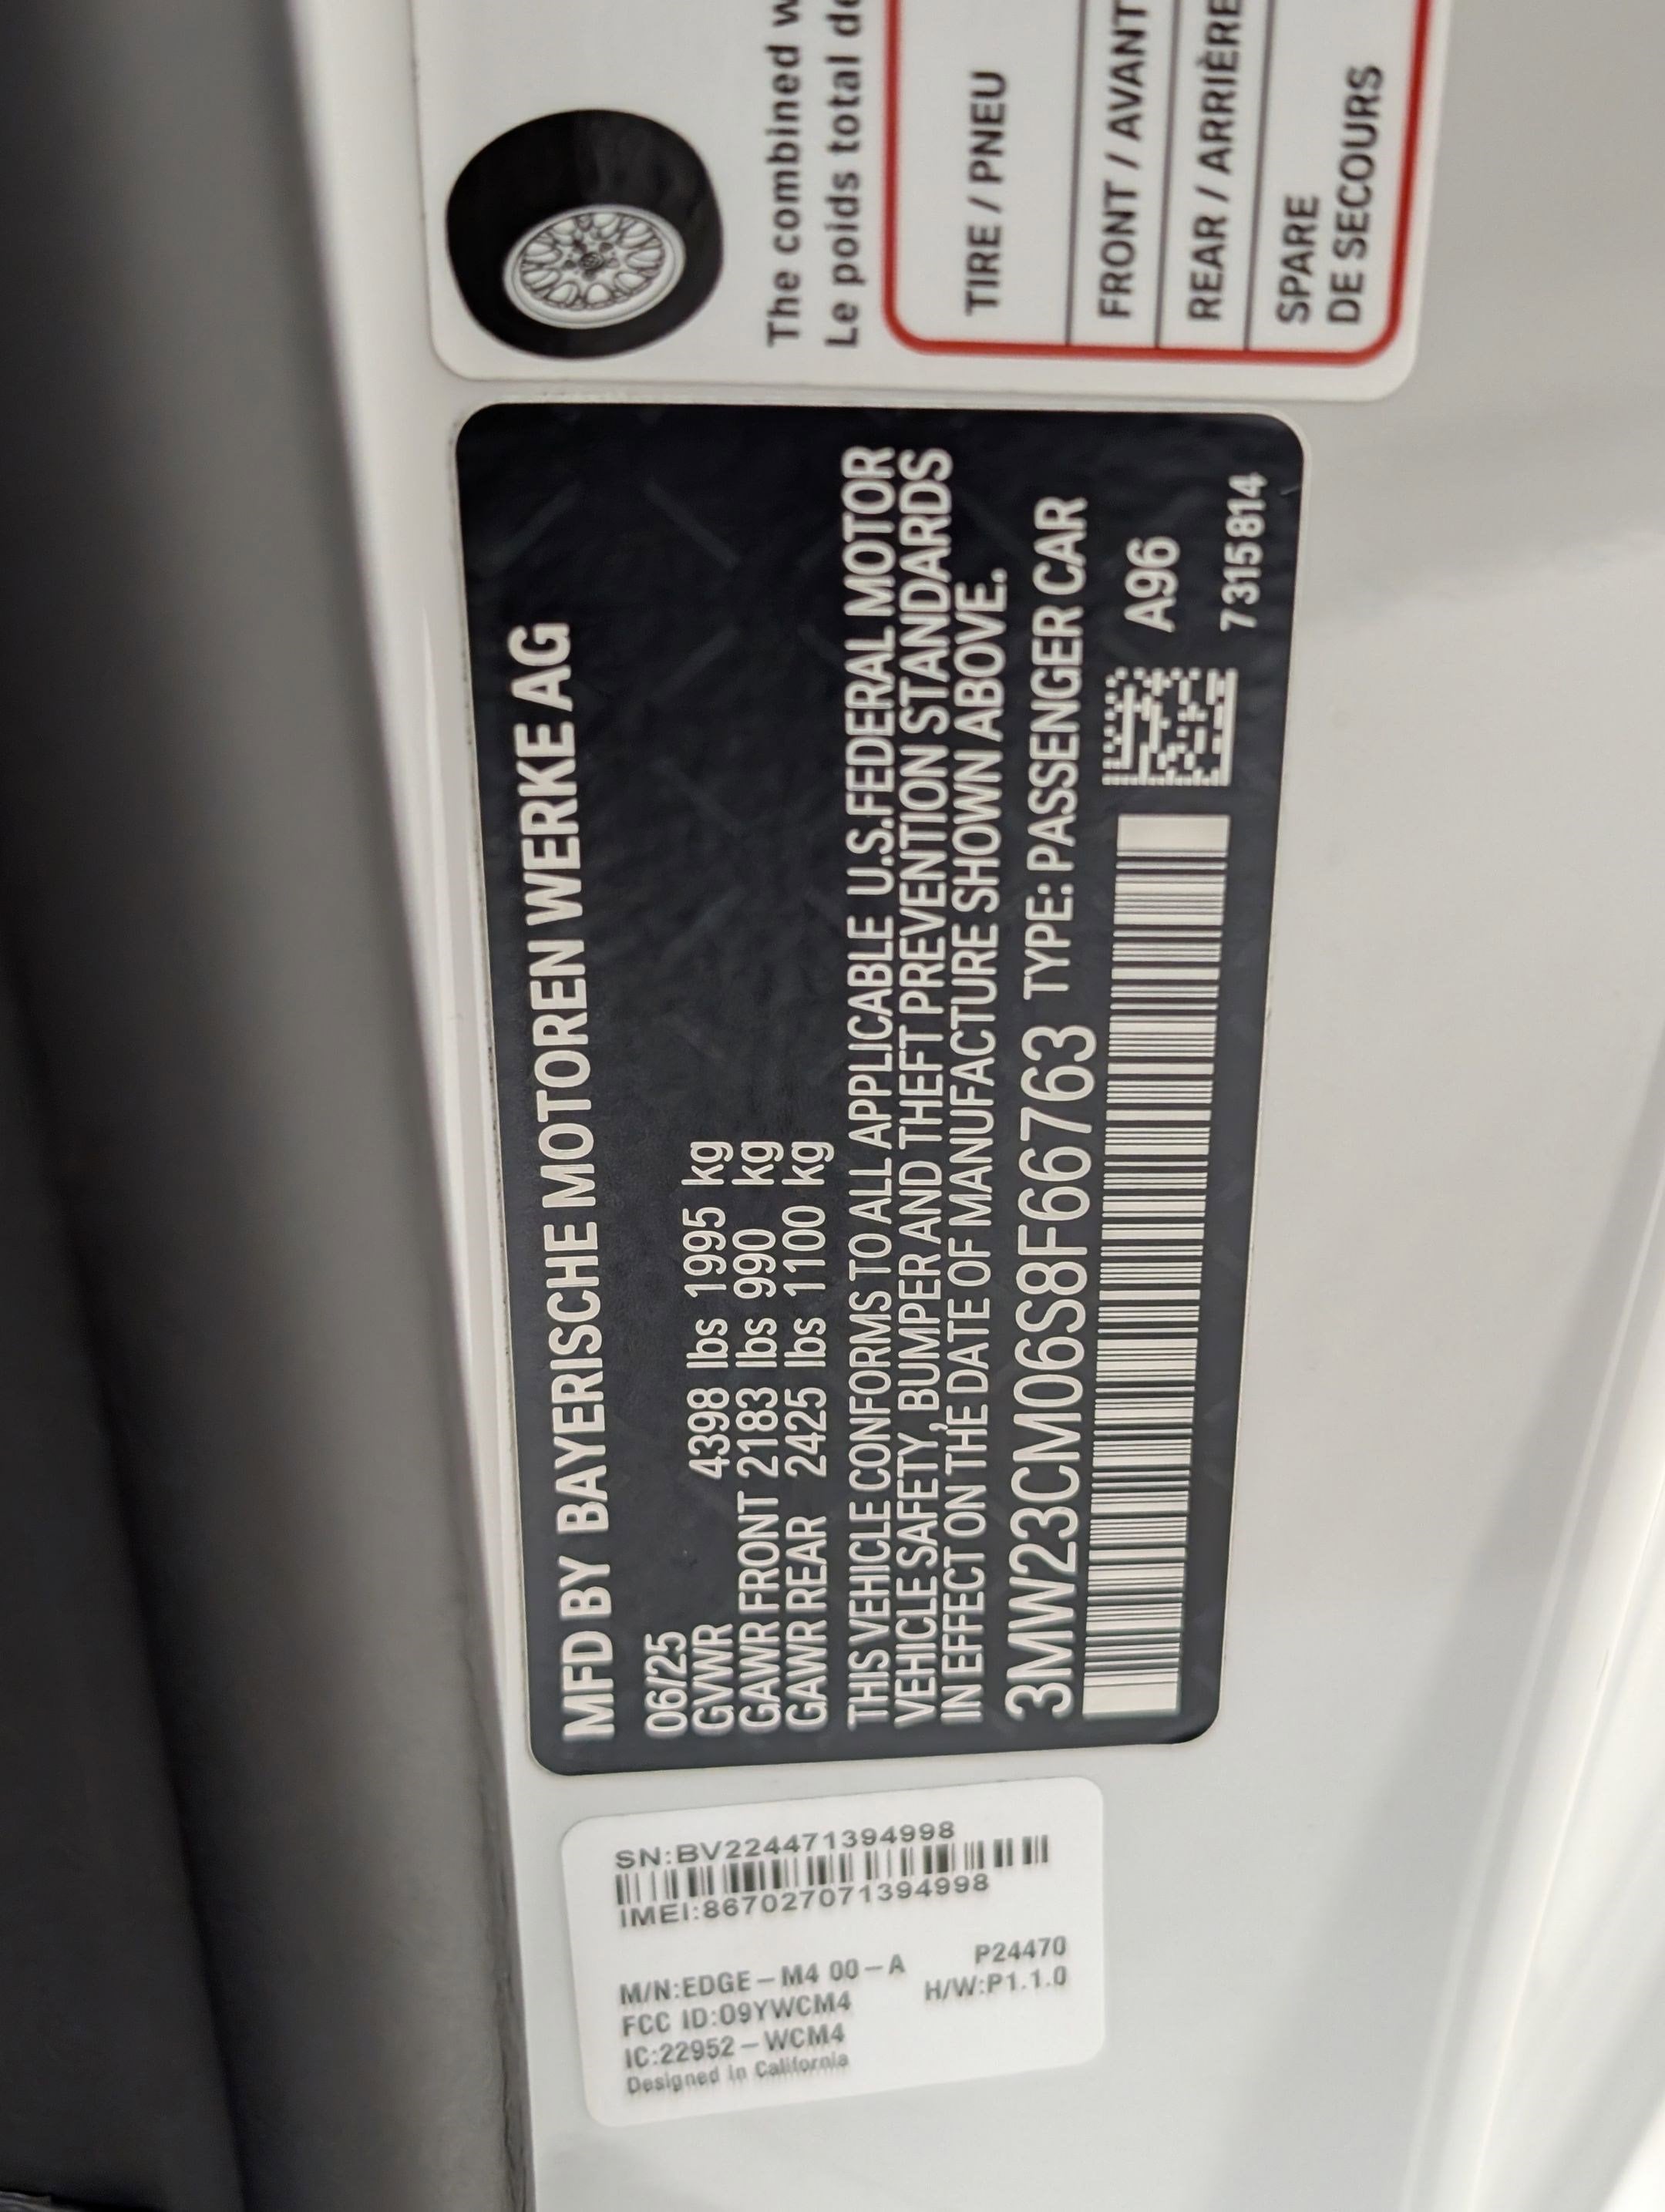 The combined w
Le poids total de
TIRE / PNEU
FRONT / AVANT
REAR / ARRIÈRE
SPARE
DE SECOURS
MFD BY BAYERISCHE MOTOREN WERKE AG
06/25
GVWR 4398 lbs 1995 kg
GAWR FRONT 2183 lbs 990 kg
GAWR REAR 2425 lbs 1100 kg
THIS VEHICLE CONFORMS TO ALL APPLICABLE U.S.FEDERAL MOTOR
VEHICLE SAFETY, BUMPER AND THEFT PREVENTION STANDARDS
IN EFFECT ON THE DATE OF MANUFACTURE SHOWN ABOVE.
3MW23CM06S8F66763 TYPE: PASSENGER CAR
A96
7315814
SN:BV224471394998
IMEI:867027071394998
M/N:EDGE-M4 00-A P24470
FCC ID:09YWCM4 H/W:P1.1.0
IC:22952-WCM4
Designed in California